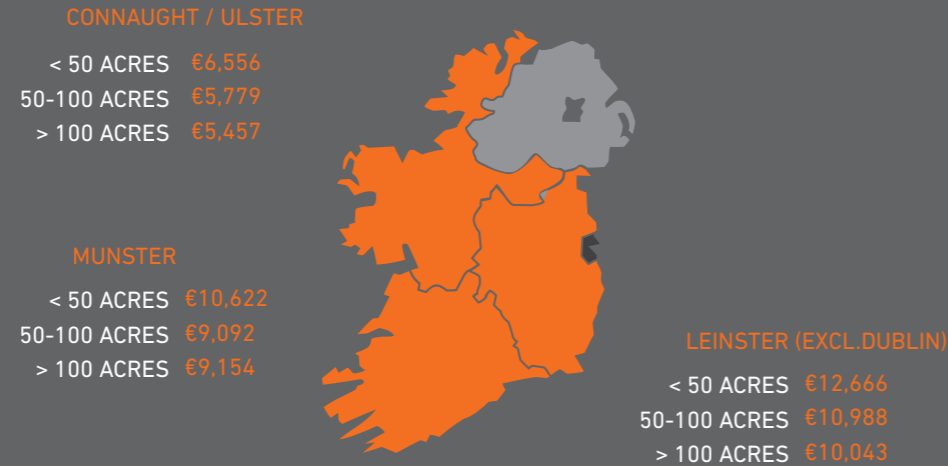 CONNAUGHT / ULSTER
< 50 ACRES €6,556
50-100 ACRES €5,779
> 100 ACRES €5,457
MUNSTER
< 50 ACRES €10,622
50-100 ACRES €9,092
> 100 ACRES €9,154
LEINSTER (EXCL.DUBLIN)
< 50 ACRES €12,666
50-100 ACRES €10,988
> 100 ACRES €10,043